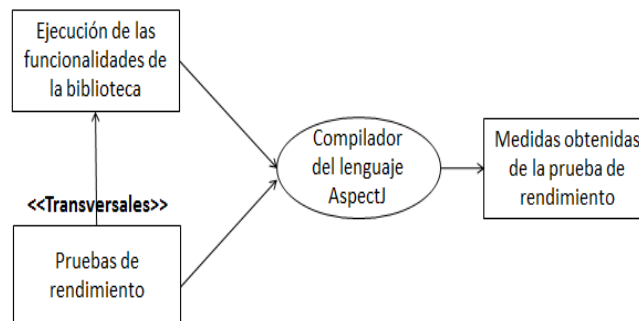 Ejecución de las
funcionalidades de
la biblioteca
Compilador
del lenguaje
AspectJ
Medidas obtenidas
de la prueba de
rendimiento
<<Transversales>>
Pruebas de
rendimiento